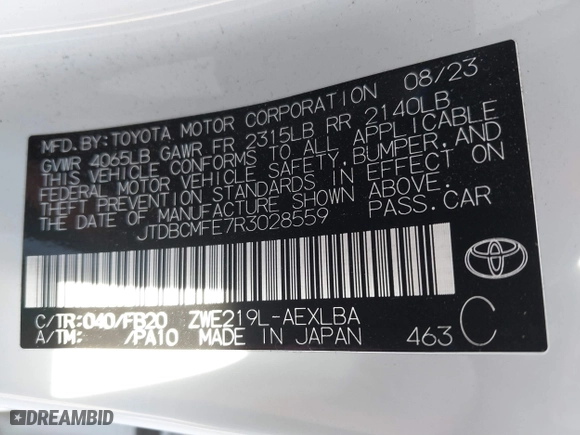 MFD.BY:TOYOTA MOTOR CORPORATION 08/23
GVWR 4065LB GAWR FR 2315LB RR 2140LB
THIS VEHICLE CONFORMS TO ALL APPLICABLE
FEDERAL MOTOR VEHICLE SAFETY,BUMPER,AND
THEFT PREVENTION STANDARDS IN EFFECT ON
THE DATE OF MANUFACTURE SHOWN ABOVE.
JTDBCMFE7R3028559 PASS.CAR
C/TR:040/FB20 ZWE219L-AEXLBA
A/TM: /PA10 MADE IN JAPAN 463 C
DREAMBID